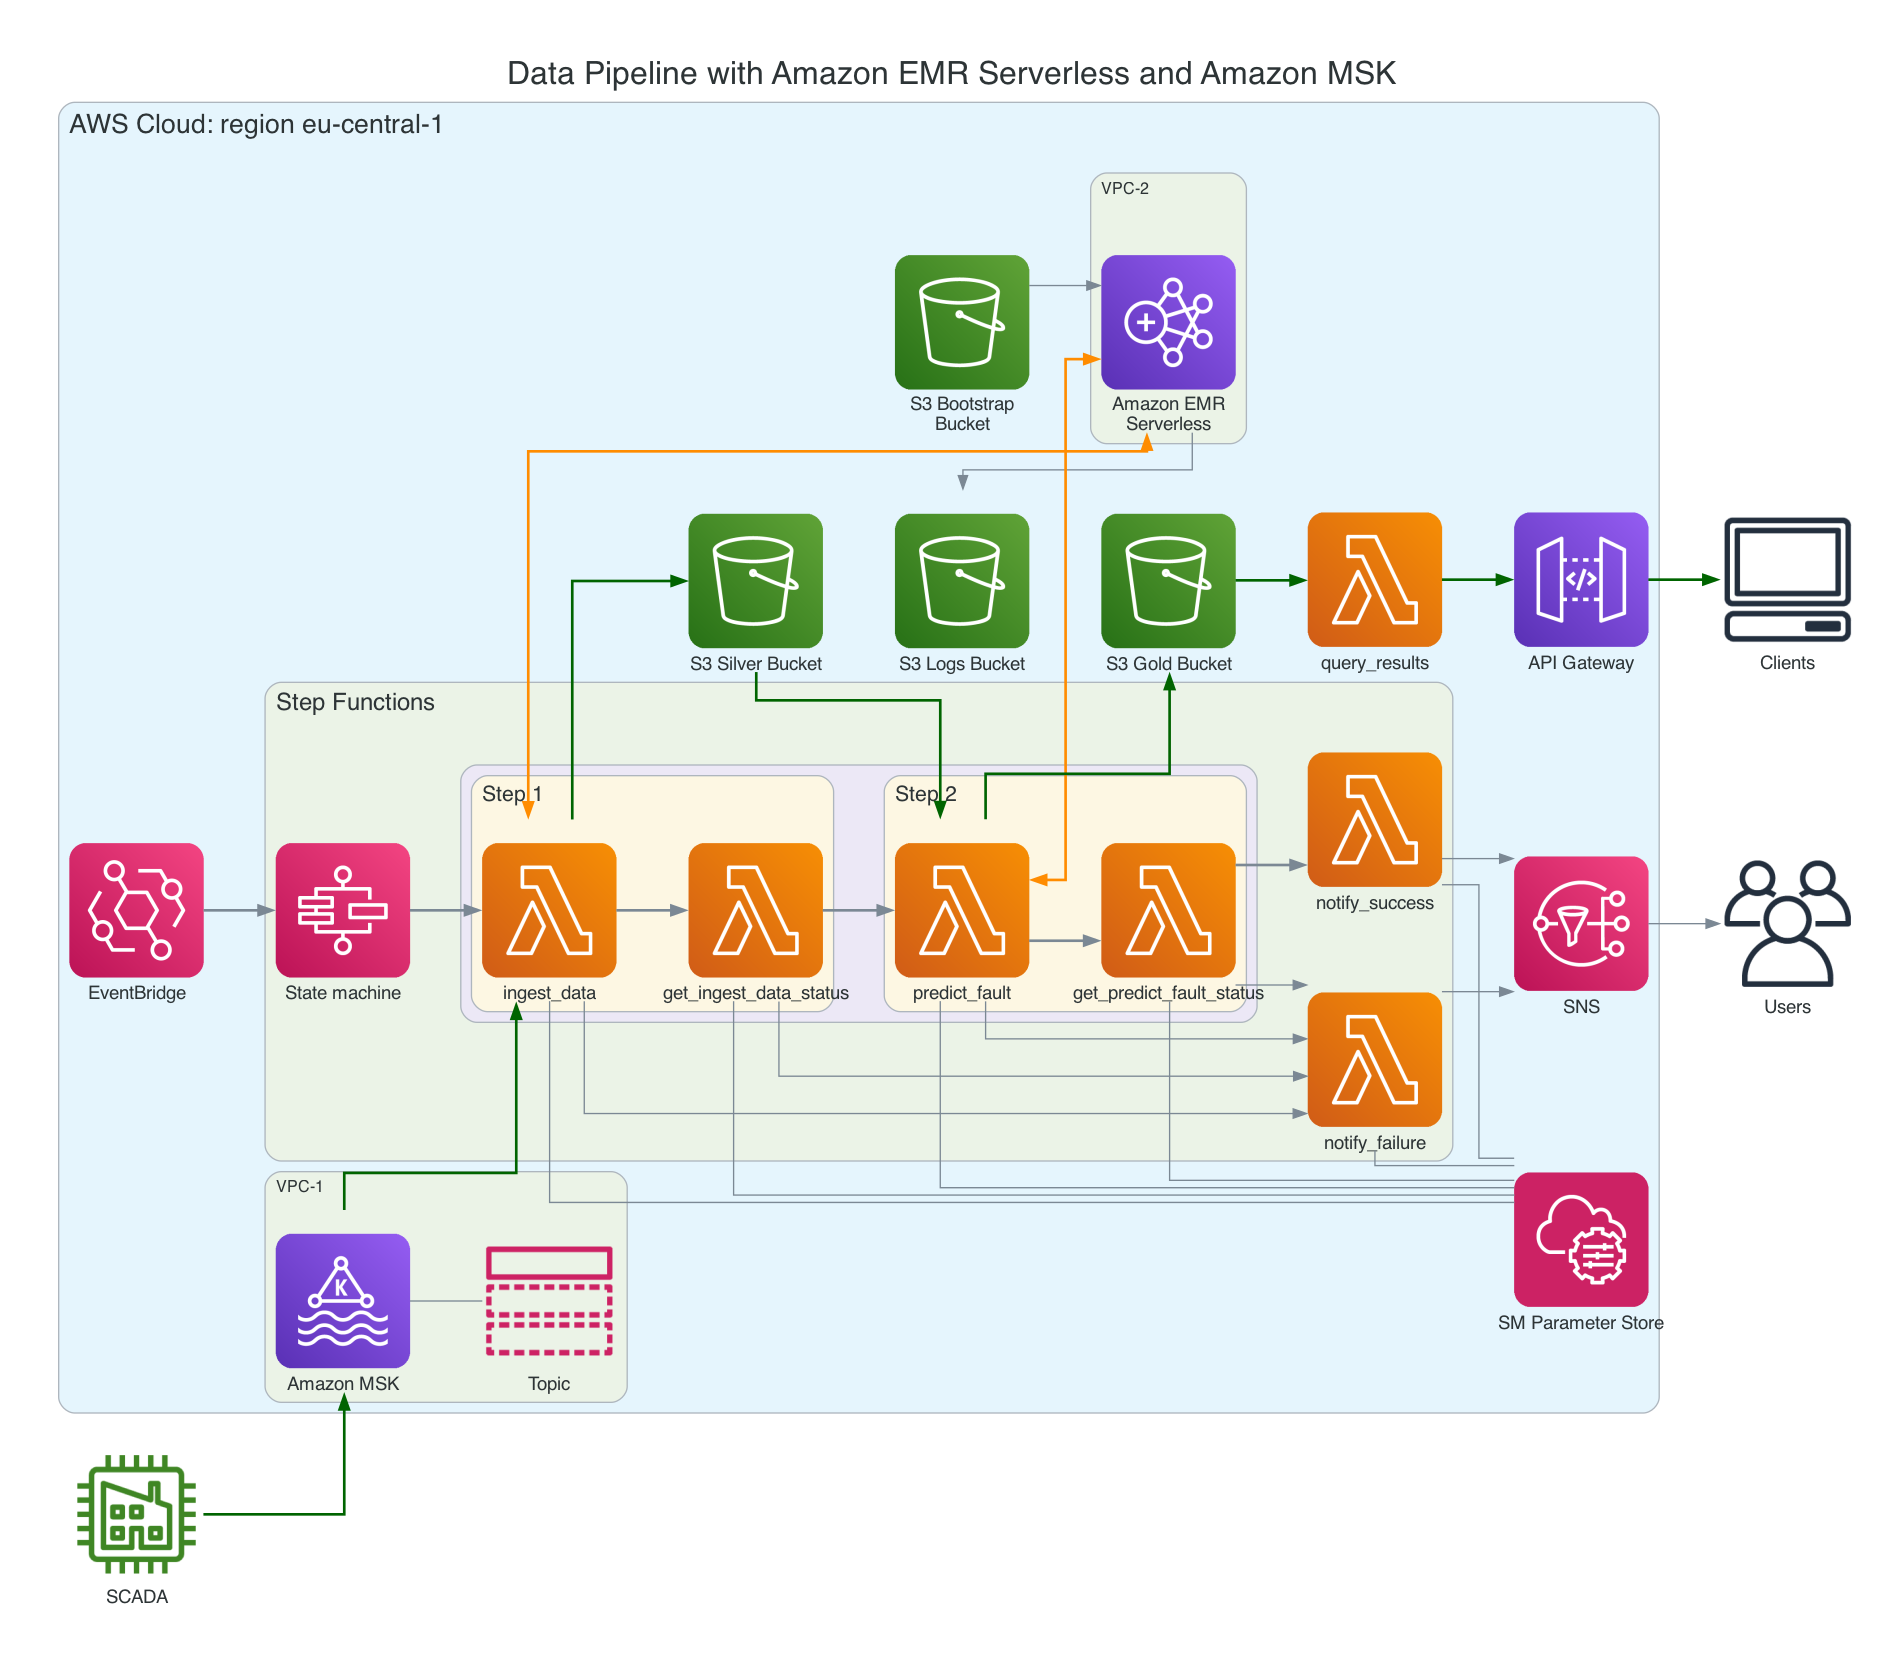 Data Pipeline with Amazon EMR Serverless and Amazon MSK
AWS Cloud: region eu-central-1
VPC-2
S3 Bootstrap
Bucket
Amazon EMR
Serverless
S3 Silver Bucket
S3 Logs Bucket
S3 Gold Bucket
query_results
API Gateway
Clients
Step Functions
Step 1
Step 2
notify_success
EventBridge
State machine
ingest_data
get_ingest_data_status
predict_fault
get_predict_fault_status
SNS
Users
notify_failure
VPC-1
K
Amazon MSK
Topic
SM Parameter Store
SCADA